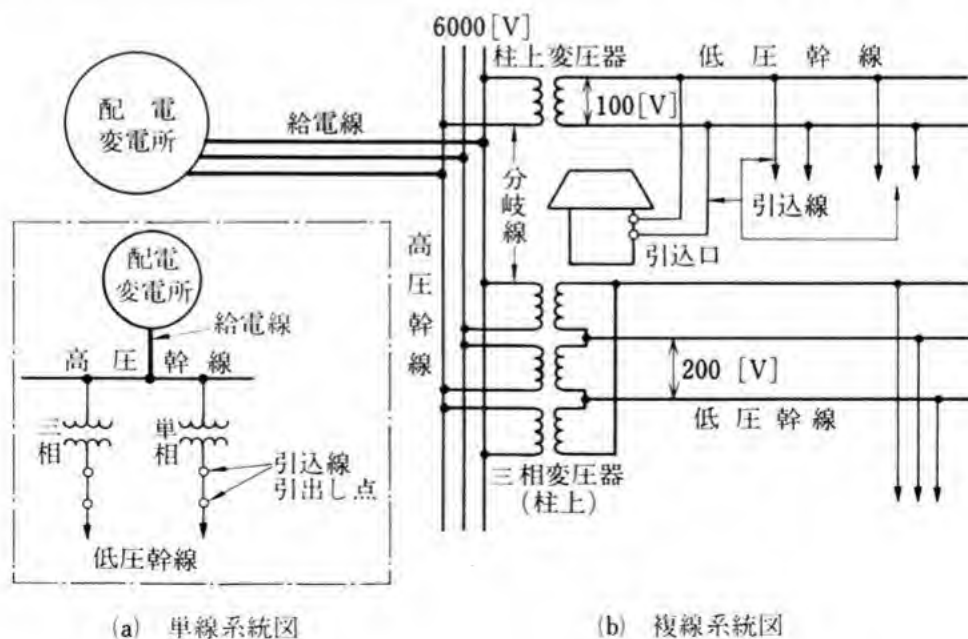 6000[V]
柱上変圧器
低圧幹線
配電
変電所
給電線
100[V]
分岐線
引込線
引込口
高圧幹線
200 [V]
低圧幹線
三相変圧器
(柱上)
配電
変電所
給電線
高圧幹線
三相
単相
引込線
引出し点
低圧幹線
(a) 単線系統図
(b) 複線系統図